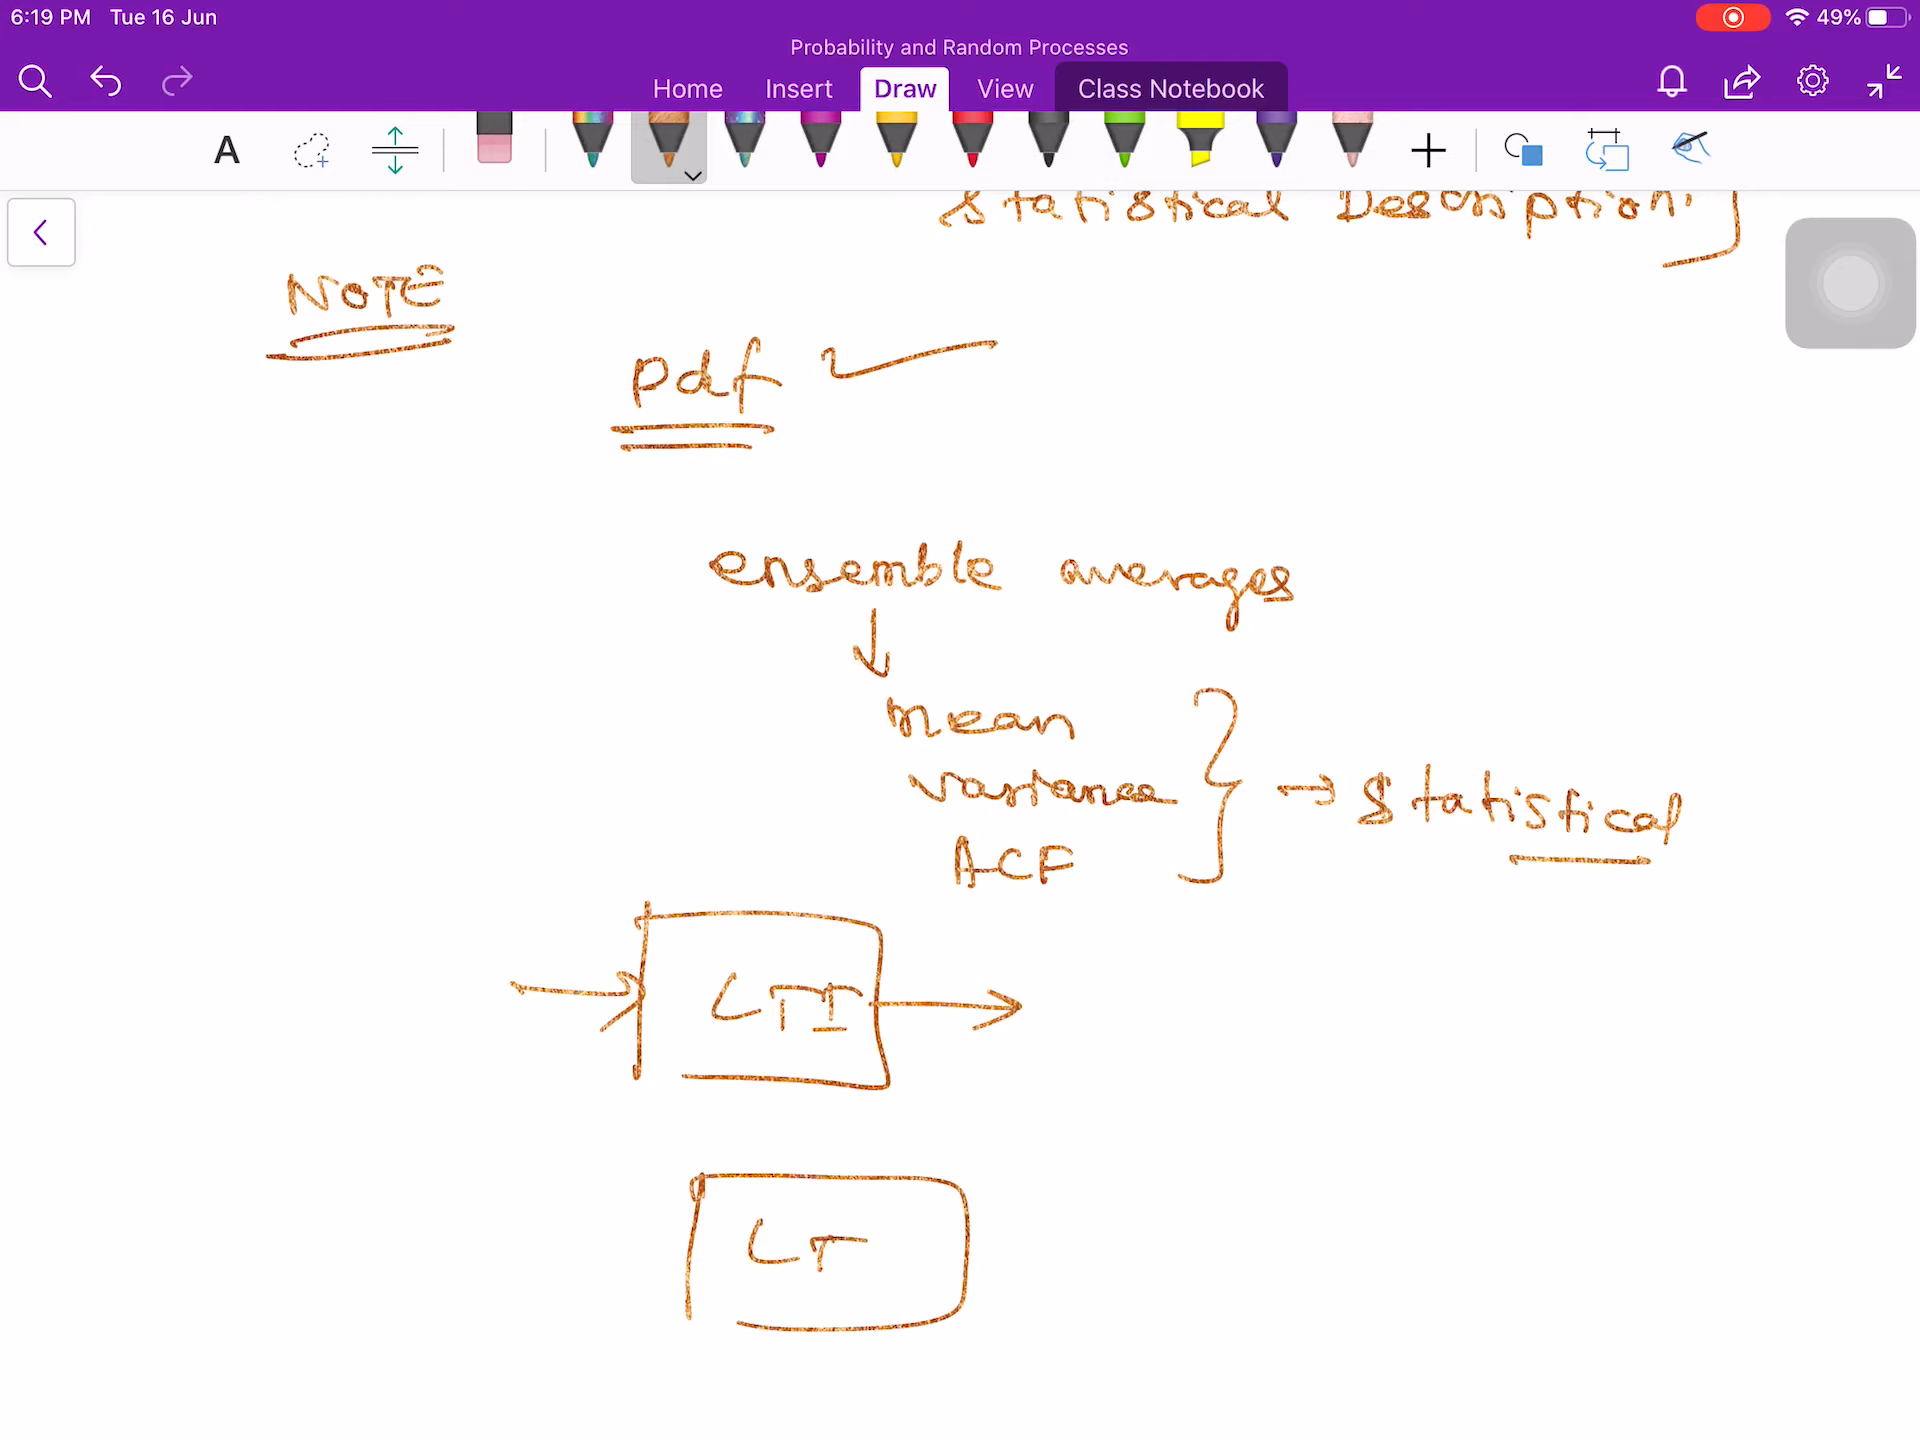 6:19 PM Tue 16 Jun 49%
Probability and Random Processes
Home Insert Draw View Class Notebook
A
Statistical Description.
NOTE
pdf
ensemble averages
mean
variance
ACF
Statistical
LTI
LT